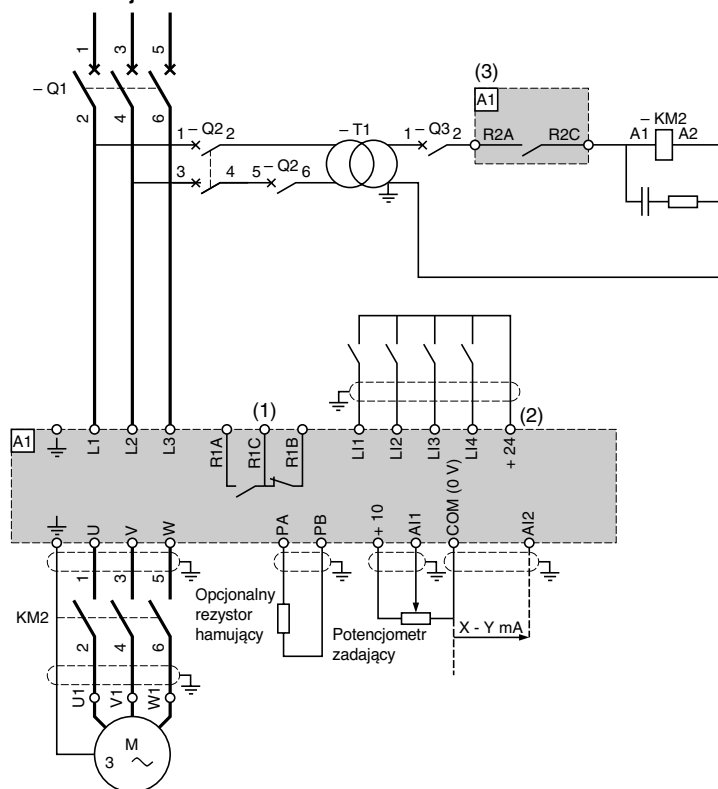 1 3 5
– Q1
2 4 6
1 – Q2 2
3 4 5 – Q2 6
– T1
1 – Q3 2
(3)
A1
R2A R2C
– KM2
A1 A2
(1)
(2)
A1
L1 L2 L3 R1A R1C R1B LI1 LI2 LI3 LI4 + 24
U V W PA PB + 10 AI1 COM (0 V) AI2
1 3 5
KM2
2 4 6
Opcjonalny
rezystor
hamujący
Potencjometr
zadający
X - Y mA
U1 V1 W1
M
3